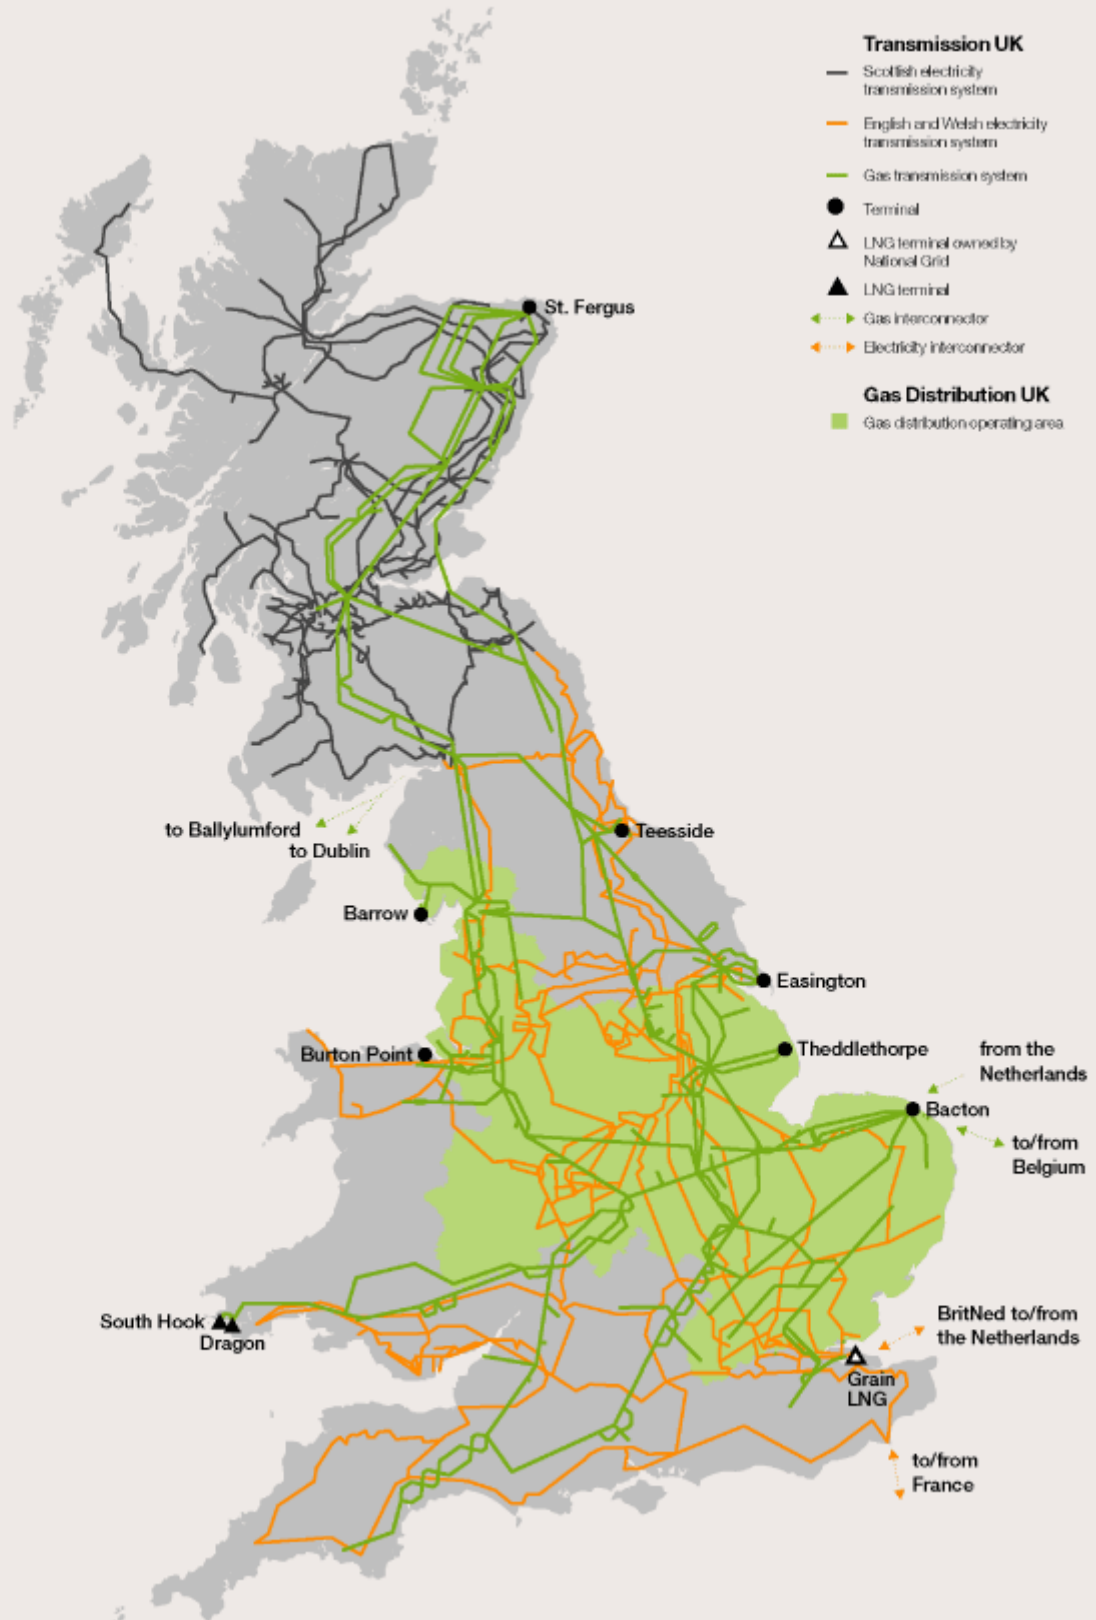 Transmission UK
Scottish electricity
transmission system
English and Welsh electricity
transmission system
Gas transmission system
Terminal
LNG terminal owned by
National Grid
LNG terminal
Gas interconnector
Electricity interconnector
Gas Distribution UK
Gas distribution operating area
St. Fergus
to Ballylumford
to Dublin
Teesside
Barrow
Easington
Burton Point
Theddlethorpe
from the
Netherlands
Bacton
to/from
Belgium
South Hook
Dragon
BritNed to/from
the Netherlands
Grain
LNG
to/from
France